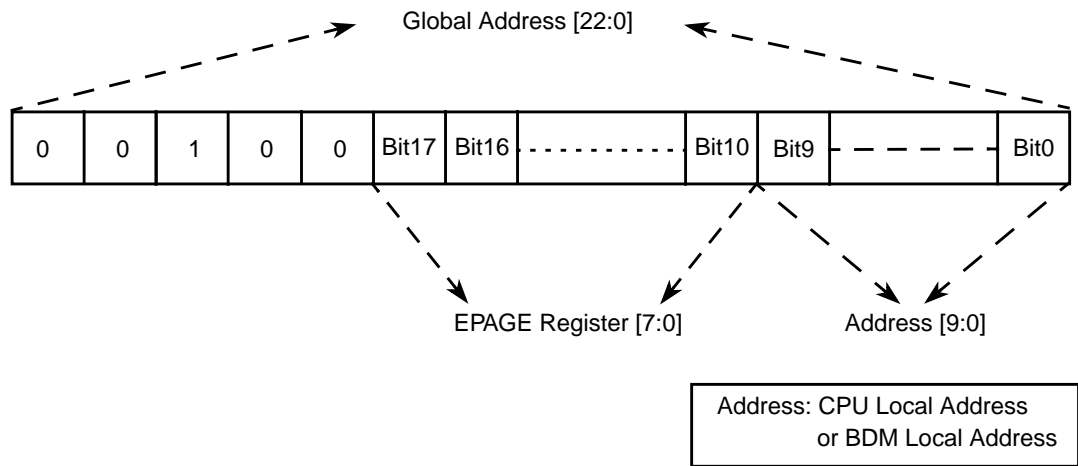 Global Address [22:0]
0 0 1 0 0 Bit17 Bit16 Bit10 Bit9 Bit0
EPAGE Register [7:0] Address [9:0]
Address: CPU Local Address
or BDM Local Address